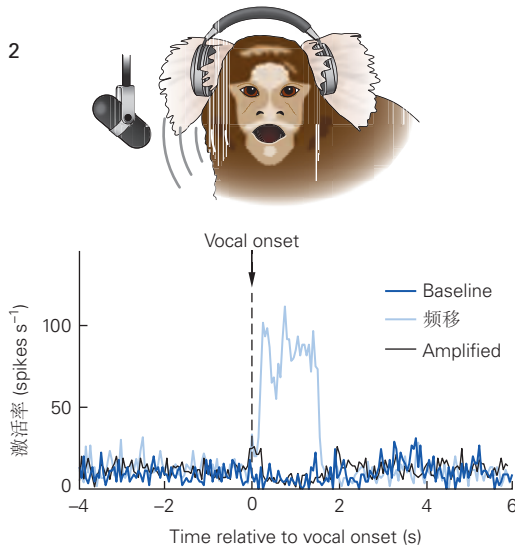 2
Vocal onset
Baseline
频移
Amplified
激活率 (spikes s⁻¹)
100
50
0
–4
–2
0
2
4
6
Time relative to vocal onset (s)